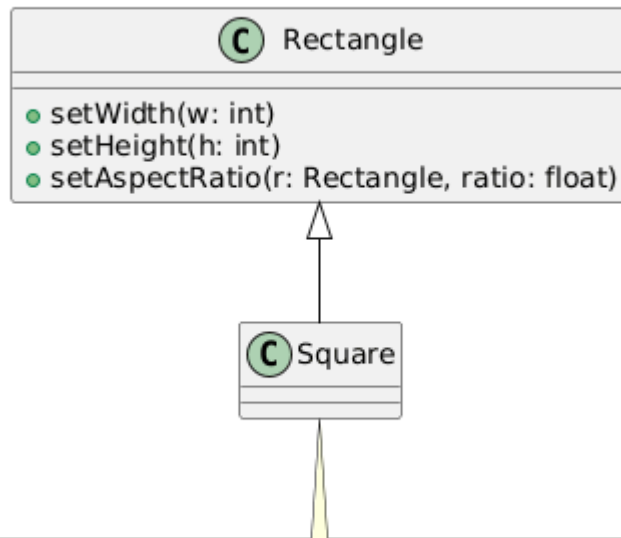 C Rectangle
setWidth(w: int)
setHeight(h: int)
setAspectRatio(r: Rectangle, ratio: float)
C Square